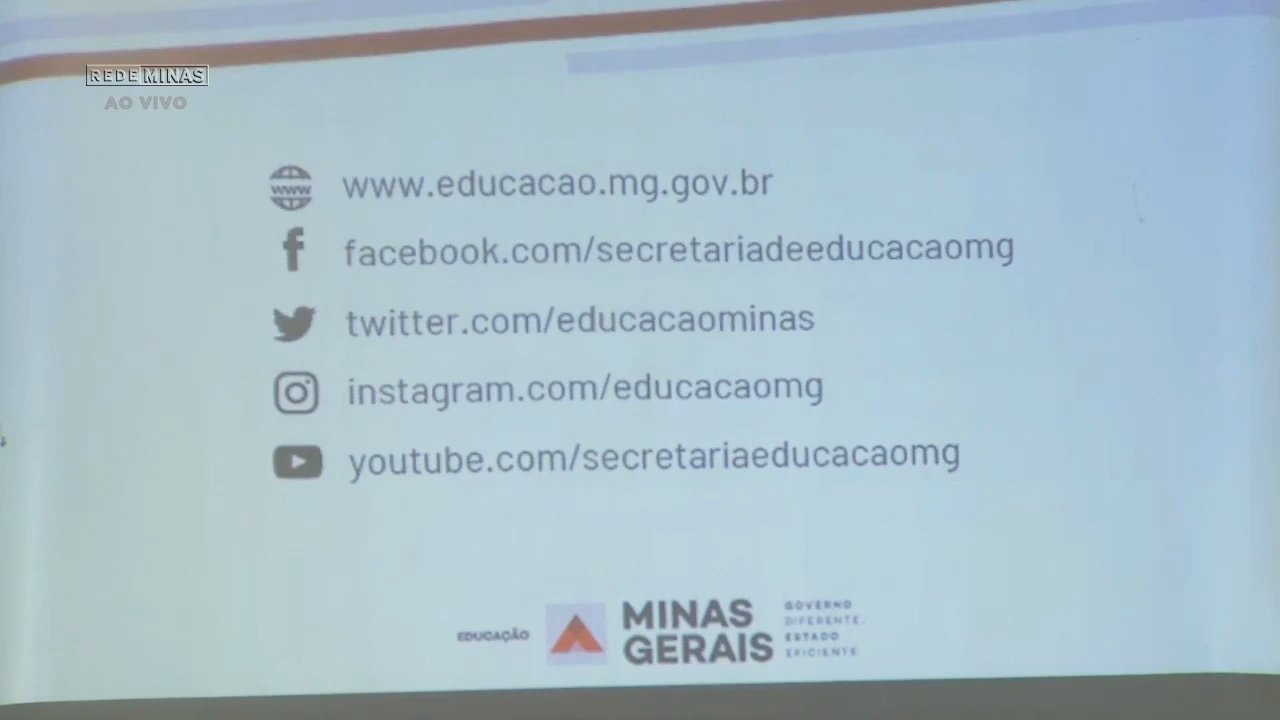 REDE MINAS
AO VIVO
www
www.educacao.mg.gov.br
facebook.com/secretariadeeducacaomg
twitter.com/educacaominas
instagram.com/educacaomg
youtube.com/secretariaeducacaomg
EDUCAÇÃO
MINAS
GERAIS
GOVERNO
DIFERENTE.
ESTADO
EFICIENTE